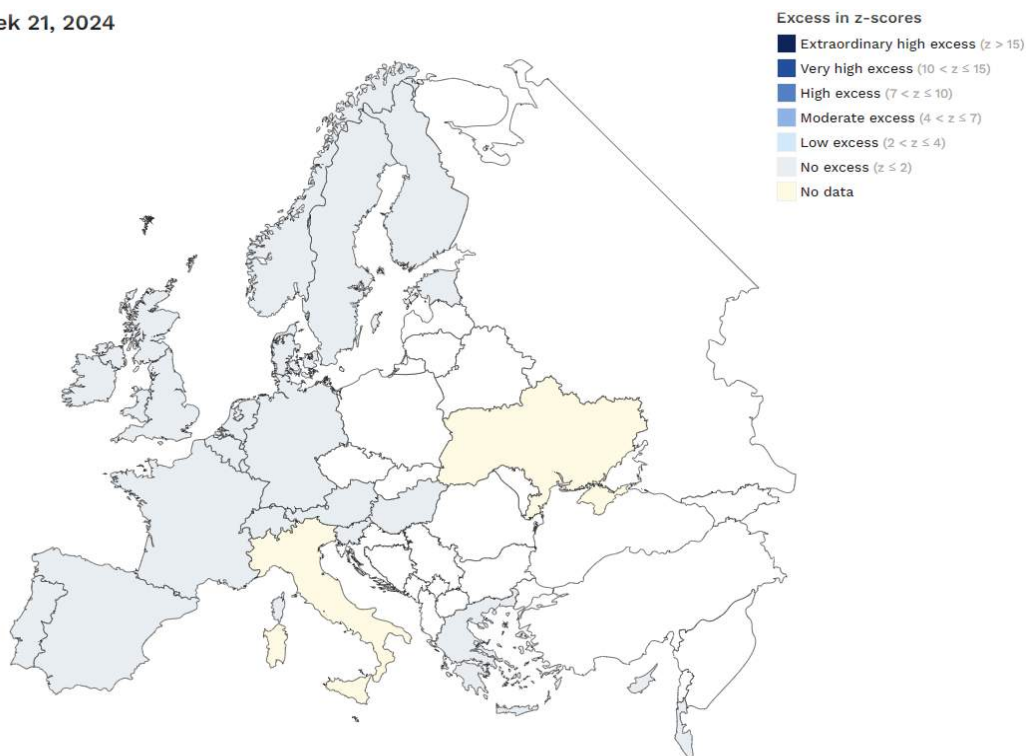 ek 21, 2024
Excess in z-scores
Extraordinary high excess (z > 15)
Very high excess (10 < z ≤ 15)
High excess (7 < z ≤ 10)
Moderate excess (4 < z ≤ 7)
Low excess (2 < z ≤ 4)
No excess (z ≤ 2)
No data